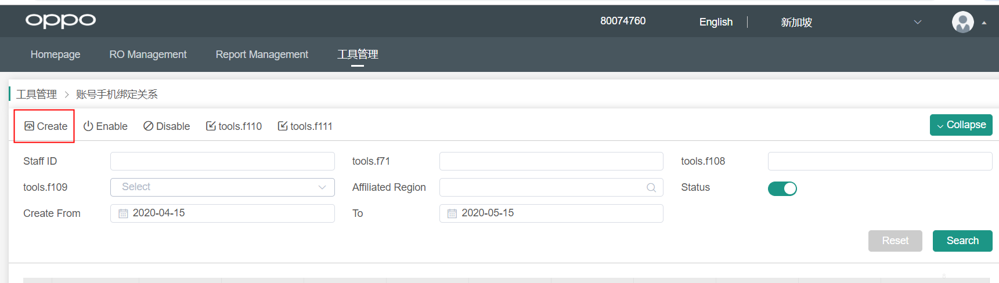 oppo 80074760 English 新加坡
Homepage RO Management Report Management 工具管理
工具管理 > 账号手机绑定关系
Create Enable Disable tools.f110 tools.f111 Collapse
Staff ID tools.f71 tools.f108
tools.f109 Select Affiliated Region Status
Create From 2020-04-15 To 2020-05-15
Reset Search